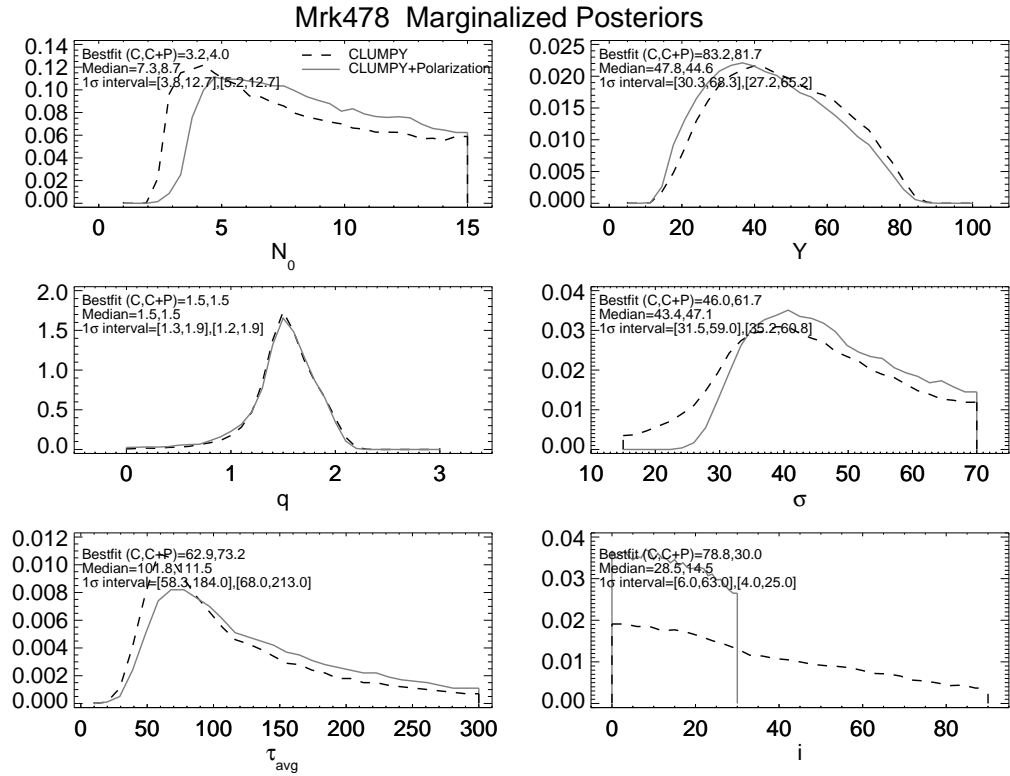 Mrk478 Marginalized Posteriors
Bestfit (C,C+P)=3.2,4.0
Median=7.3,8.7
1σ interval=[3.8,12.7],[5.2,12.7]
CLUMPY
CLUMPY+Polarization
0.14
0.12
0.10
0.08
0.06
0.04
0.02
0.00
0 5 10 15
N0
Bestfit (C,C+P)=83.2,81.7
Median=47.8,44.6
1σ interval=[30.3,68.3],[27.2,65.2]
0.025
0.020
0.015
0.010
0.005
0.000
0 20 40 60 80 100
Y
Bestfit (C,C+P)=1.5,1.5
Median=1.5,1.5
1σ interval=[1.3,1.9],[1.2,1.9]
2.0
1.5
1.0
0.5
0.0
0 1 2 3
q
Bestfit (C,C+P)=46.0,61.7
Median=43.4,47.1
1σ interval=[31.5,59.0],[35.2,60.8]
0.04
0.03
0.02
0.01
0.00
10 20 30 40 50 60 70
σ
Bestfit (C,C+P)=62.9,73.2
Median=101.8,111.5
1σ interval=[58.3,184.0],[68.0,213.0]
0.012
0.010
0.008
0.006
0.004
0.002
0.000
0 50 100 150 200 250 300
τavg
Bestfit (C,C+P)=78.8,30.0
Median=28.5,14.5
1σ interval=[6.0,63.0],[4.0,25.0]
0.04
0.03
0.02
0.01
0.00
0 20 40 60 80
i